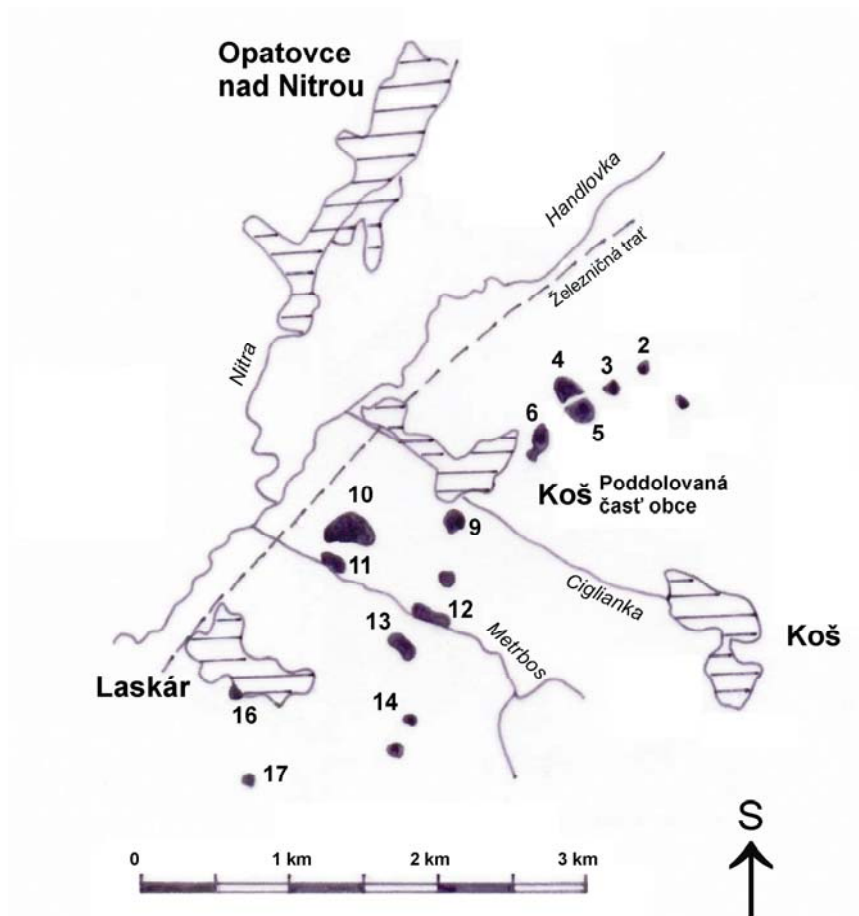 Opatovce
nad Nitrou
Handlovka
Železničná trať
Nitra
2
3
4
5
6
Koš Poddolovaná
časť obce
10
9
11
Ciglianka
12
13
Metrbos
Koš
Laskár
16
14
17
S
0 1 km 2 km 3 km